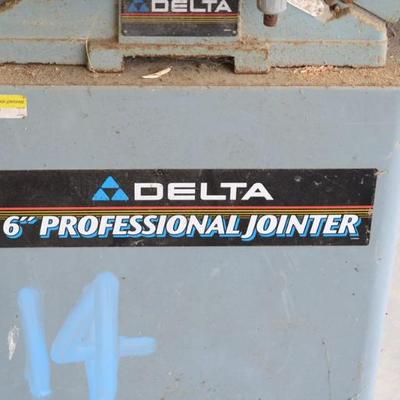 DELTA
DELTA
6" PROFESSIONAL JOINTER
14